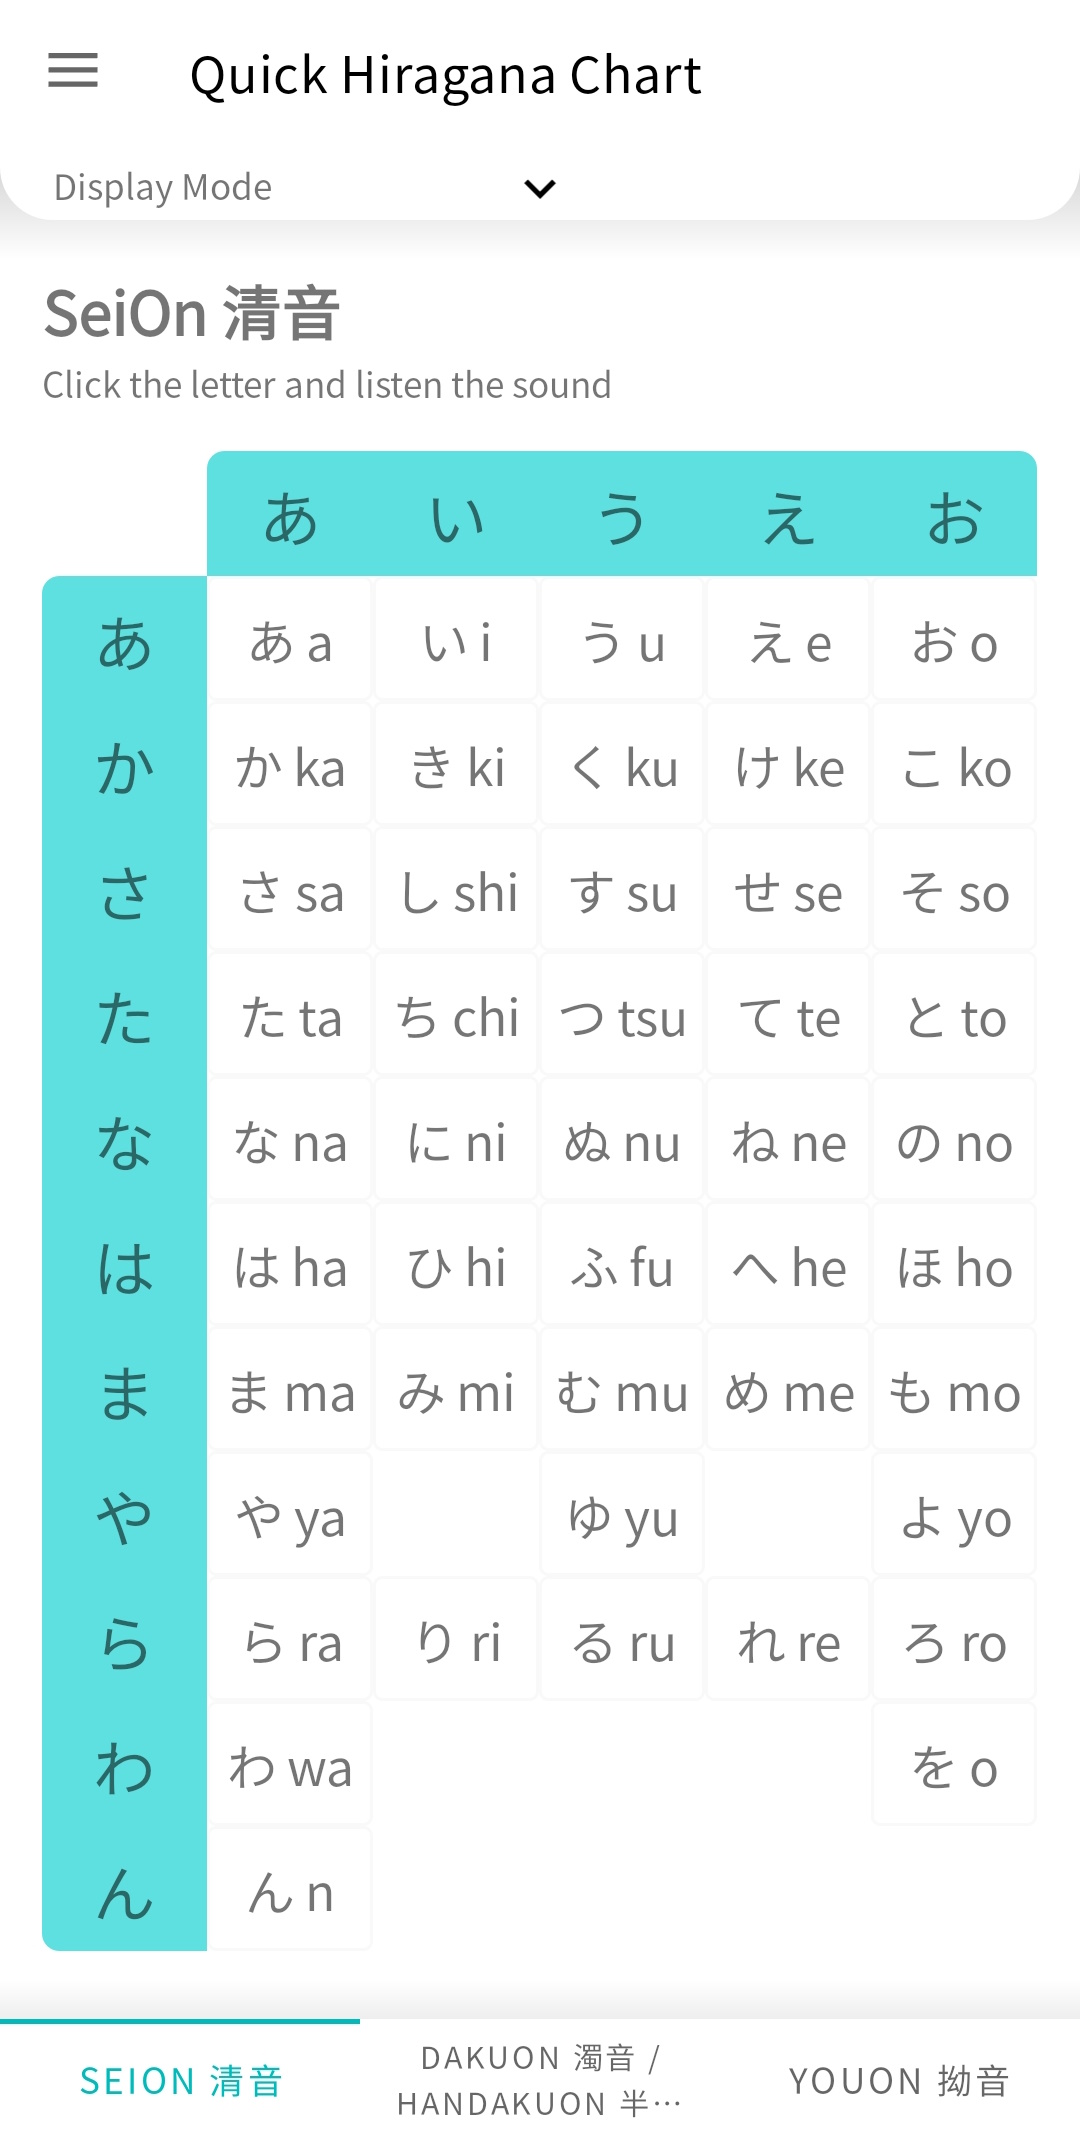 Quick Hiragana Chart
Display Mode
SeiOn 清音
Click the letter and listen the sound
あ い う え お
あ あ a い i う u え e お o
か か ka き ki く ku け ke こ ko
さ さ sa し shi す su せ se そ so
た た ta ち chi つ tsu て te と to
な な na に ni ぬ nu ね ne の no
は は ha ひ hi ふ fu へ he ほ ho
ま ま ma み mi む mu め me も mo
や や ya ゆ yu よ yo
ら ら ra り ri る ru れ re ろ ro
わ わ wa を o
ん ん n
SEION 清音
DAKUON 濁音 /
HANDAKUON 半…
YOUON 拗音